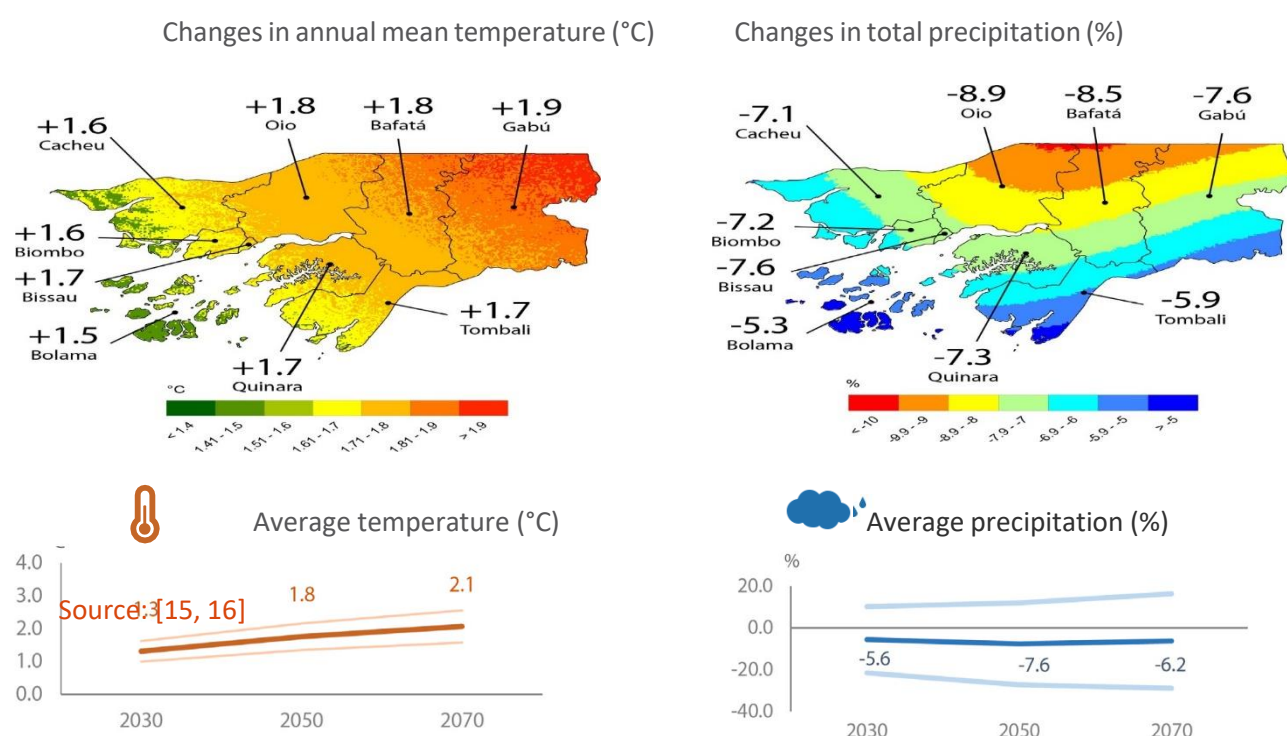 Changes in annual mean temperature (°C)
Changes in total precipitation (%)
+1.6
Cacheu
+1.8
Oio
+1.8
Bafatá
+1.9
Gabú
+1.6
Biombo
+1.7
Bissau
+1.5
Bolama
+1.7
Quinara
+1.7
Tombali
°C
< 1.4
1.41 - 1.5
1.51 - 1.6
1.61 - 1.7
1.71 - 1.8
1.81 - 1.9
> 1.9
-7.1
Cacheu
-8.9
Oio
-8.5
Bafatá
-7.6
Gabú
-7.2
Biombo
-7.6
Bissau
-5.3
Bolama
-7.3
Quinara
-5.9
Tombali
%
< -10
-9.9 - -9
-8.9 - -8
-7.9 - -7
-6.9 - -6
-5.9 - -5
> -5
Average temperature (°C)
4.0
3.0
2.0
1.0
0.0
1.3
1.8
2.1
Source: [15, 16]
2030
2050
2070
Average precipitation (%)
%
20.0
0.0
-20.0
-40.0
-5.6
-7.6
-6.2
2030
2050
2070